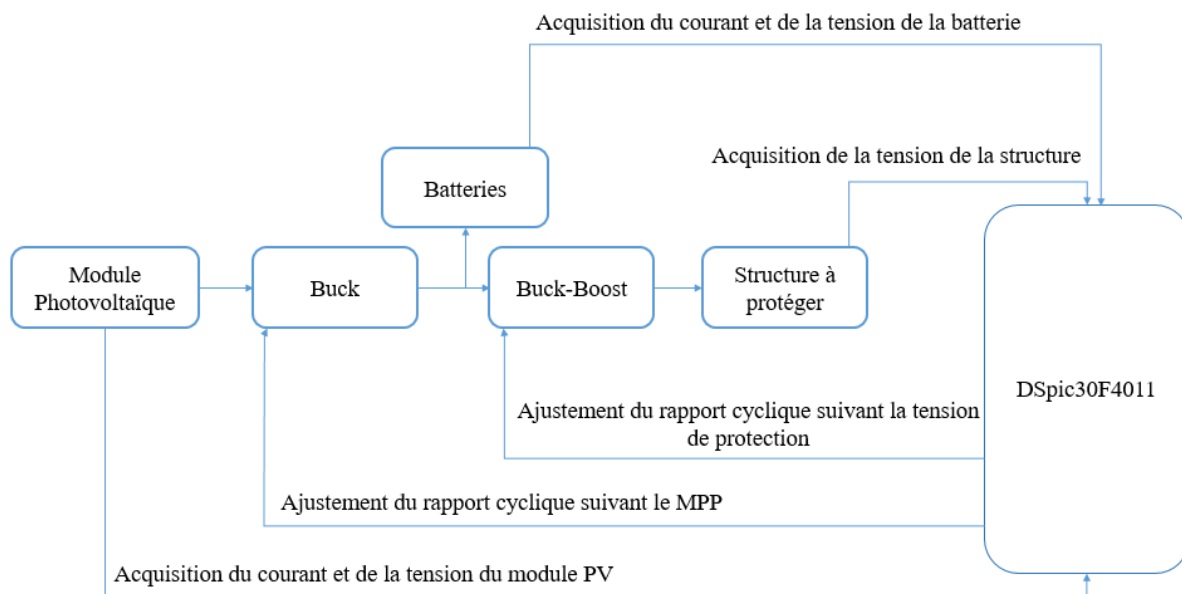 Acquisition du courant et de la tension de la batterie
Acquisition de la tension de la structure
Batteries
Module
Photovoltaïque
Buck
Buck-Boost
Structure à
protéger
DSpic30F4011
Ajustement du rapport cyclique suivant la tension
de protection
Ajustement du rapport cyclique suivant le MPP
Acquisition du courant et de la tension du module PV